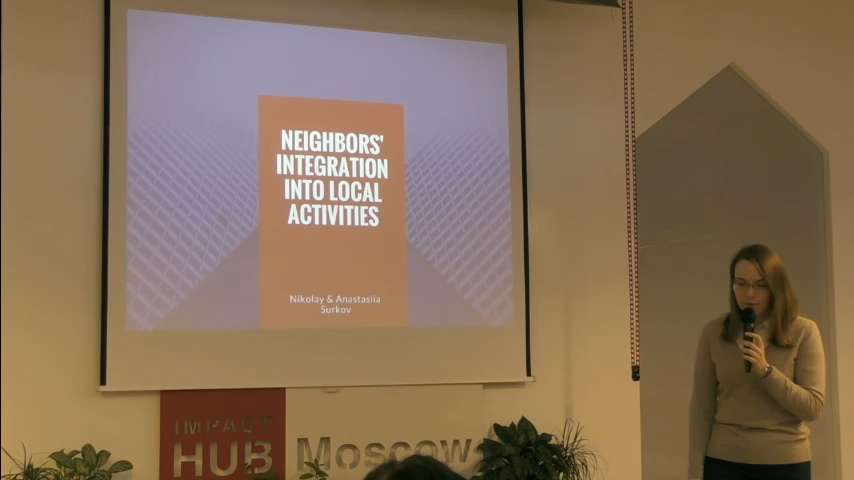 NEIGHBORS'
INTEGRATION
INTO LOCAL
ACTIVITIES
Nikolay & Anastasiia
Surkov
IMPACT
HUB
Moscow